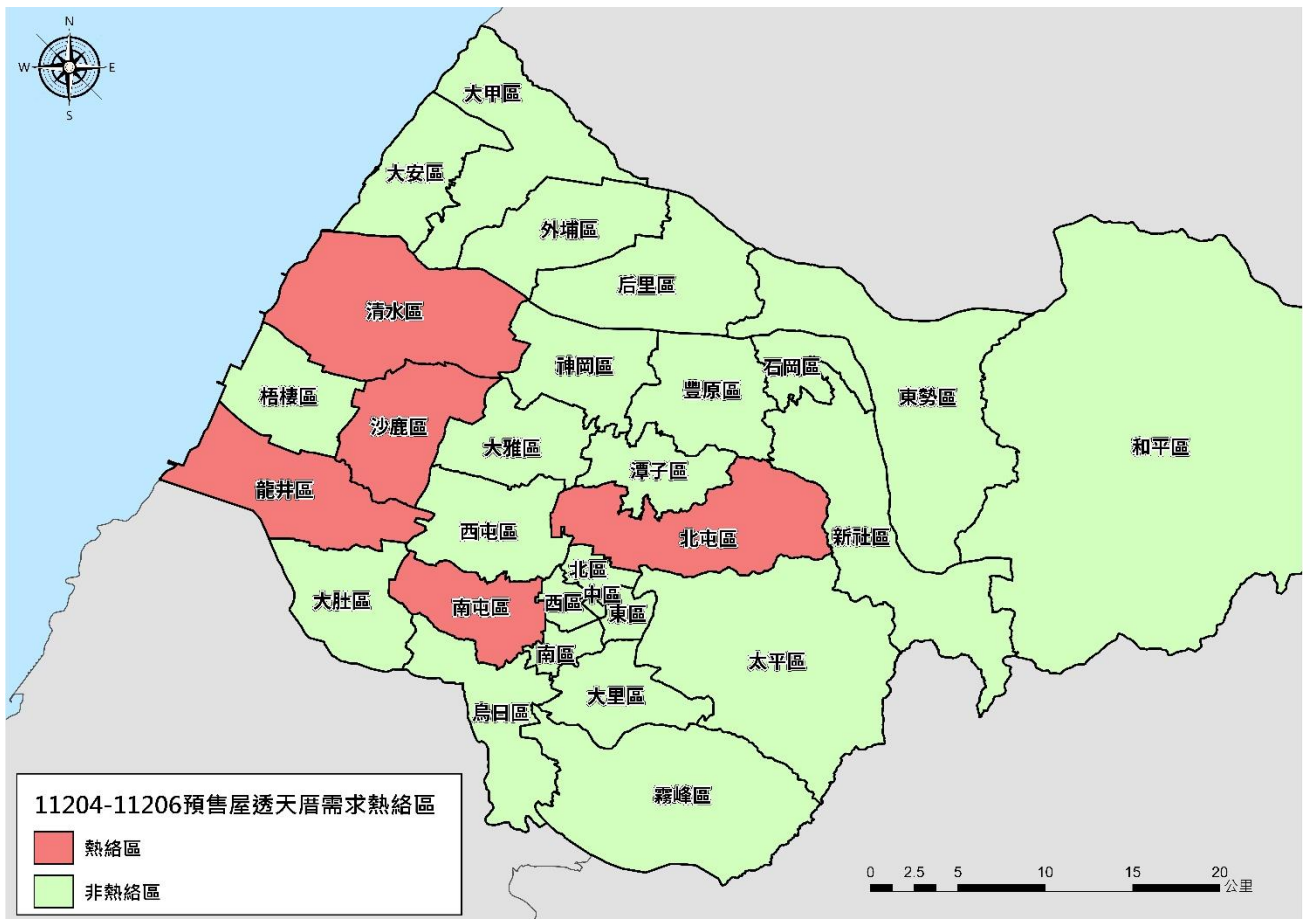 N
W
E
S
大甲區
大安區
外埔區
后里區
清水區
神岡區
石岡區
豐原區
東勢區
梧棲區
沙鹿區
大雅區
潭子區
和平區
龍井區
西屯區
北屯區
新社區
北區
中區
西區
東區
大肚區
南屯區
南區
太平區
大里區
烏日區
霧峰區
11204-11206預售屋透天厝需求熱絡區
熱絡區
非熱絡區
0 2.5 5 10 15 20
公里